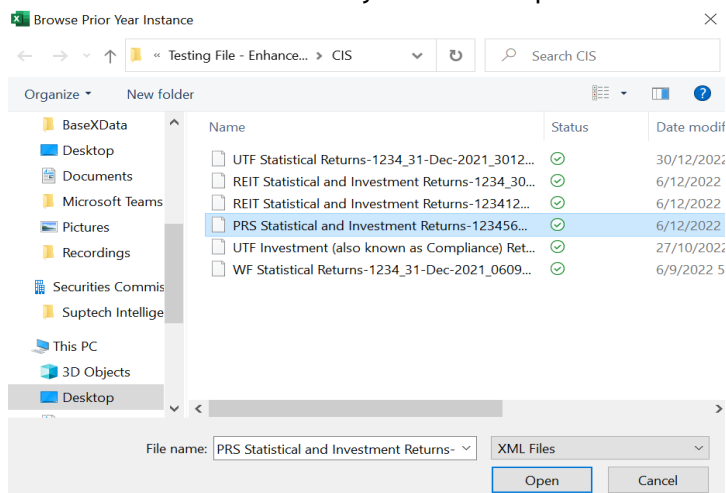 Browse Prior Year Instance
« Testing File - Enhance... > CIS
Search CIS
Organize
New folder
BaseXData
Desktop
Documents
Microsoft Teams
Pictures
Recordings
Securities Commis
Suptech Intellige
This PC
3D Objects
Desktop
Name Status Date modif
UTF Statistical Returns-1234_31-Dec-2021_3012... 30/12/2022
REIT Statistical and Investment Returns-1234_30... 6/12/2022
REIT Statistical and Investment Returns-123412... 6/12/2022
PRS Statistical and Investment Returns-123456... 6/12/2022
UTF Investment (also known as Compliance) Ret... 27/10/2022
WF Statistical Returns-1234_31-Dec-2021_0609... 6/9/2022 5
File name: PRS Statistical and Investment Returns- XML Files
Open Cancel